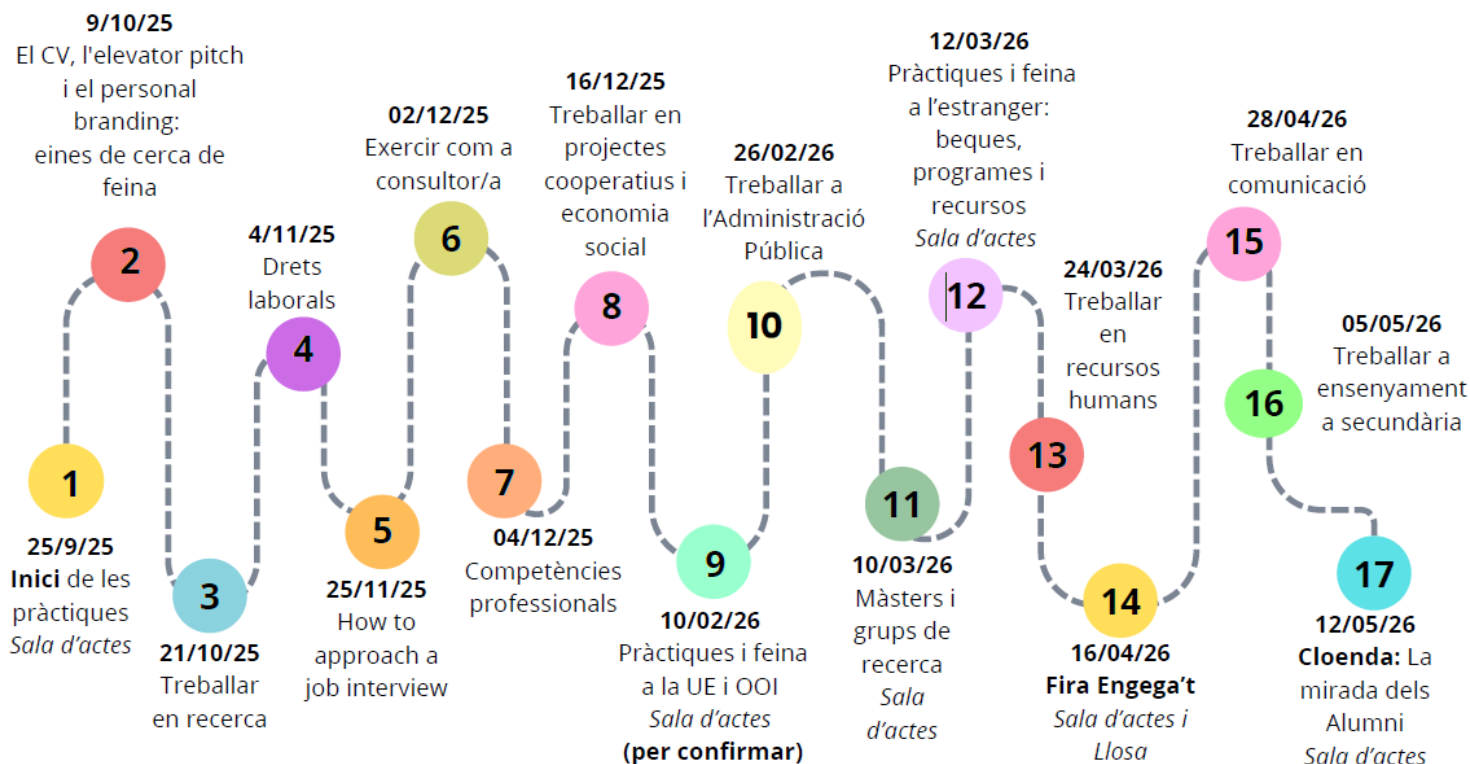 1
25/9/25
Inici de les
pràctiques
Sala d'actes
9/10/25
El CV, l'elevator pitch
i el personal
branding:
eines de cerca de
feina
2
3
21/10/25
Treballar
en recerca
4/11/25
Drets
laborals
4
5
25/11/25
How to
approach a
job interview
02/12/25
Exercir com a
consultor/a
6
7
04/12/25
Competències
professionals
16/12/25
Treballar en
projectes
cooperatius i
economia
social
8
9
10/02/26
Pràctiques i feina
a la UE i OOI
Sala d'actes
(per confirmar)
26/02/26
Treballar a
l’Administració
Pública
10
11
10/03/26
Màsters i
grups de
recerca Sala
d'actes
12/03/26
Pràctiques i feina
a l’estranger:
beques,
programes i
recursos
Sala d’actes
12
24/03/26
Treballar
en
recursos
humans
13
14
16/04/26
Fira Engega’t
Sala d’actes i
Llosa
28/04/26
Treballar en
comunicació
15
05/05/26
Treballar a
ensenyament
a secundària
16
17
12/05/26
Cloenda: La
mirada dels
Alumni
Sala d’actes